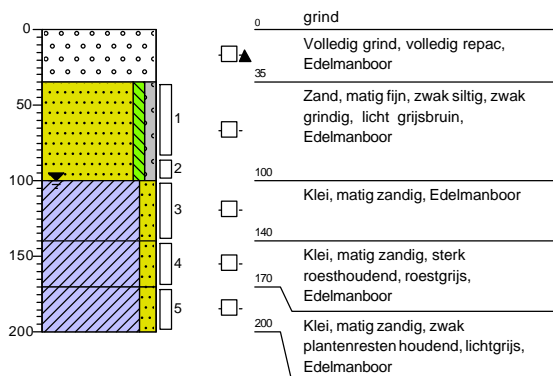 0
50
100
150
200
1
2
3
4
5
0
grind
Volledig grind, volledig repac,
Edelmanboor
35
Zand, matig fijn, zwak siltig, zwak
grindig, licht grijsbruin,
Edelmanboor
100
Klei, matig zandig, Edelmanboor
140
Klei, matig zandig, sterk
roesthoudend, roestgrijs,
Edelmanboor
170
Klei, matig zandig, zwak
plantenresten houdend, lichtgrijs,
Edelmanboor
200